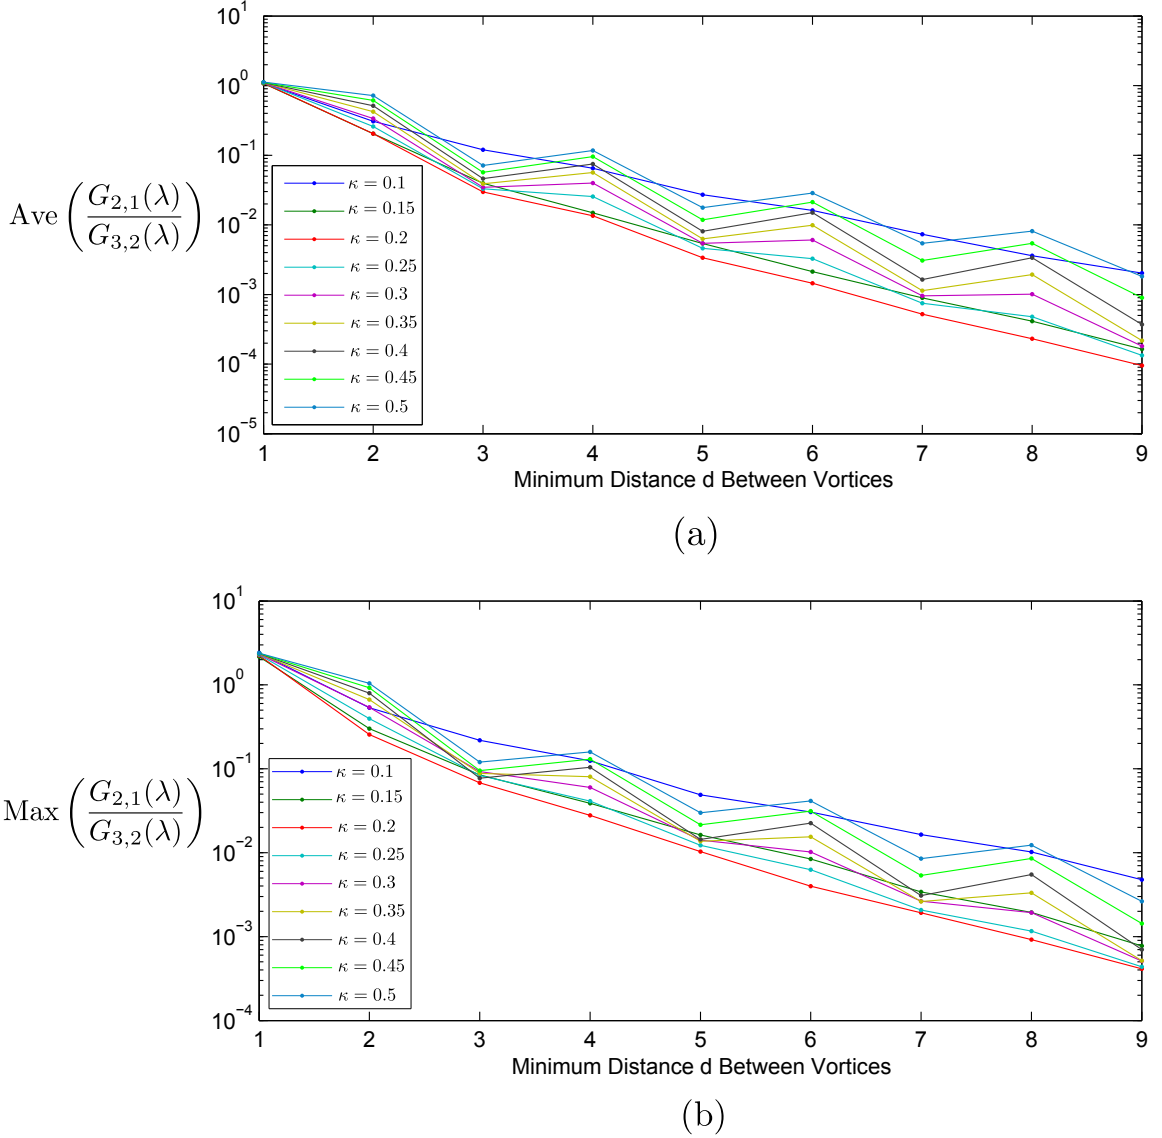 10^1
10^0
10^{-1}
10^{-2}
10^{-3}
10^{-4}
10^{-5}
Ave ( G_{2,1}(λ) / G_{3,2}(λ) )
κ = 0.1
κ = 0.15
κ = 0.2
κ = 0.25
κ = 0.3
κ = 0.35
κ = 0.4
κ = 0.45
κ = 0.5
1 2 3 4 5 6 7 8 9
Minimum Distance d Between Vortices
(a)
10^1
10^0
10^{-1}
10^{-2}
10^{-3}
10^{-4}
Max ( G_{2,1}(λ) / G_{3,2}(λ) )
κ = 0.1
κ = 0.15
κ = 0.2
κ = 0.25
κ = 0.3
κ = 0.35
κ = 0.4
κ = 0.45
κ = 0.5
1 2 3 4 5 6 7 8 9
Minimum Distance d Between Vortices
(b)